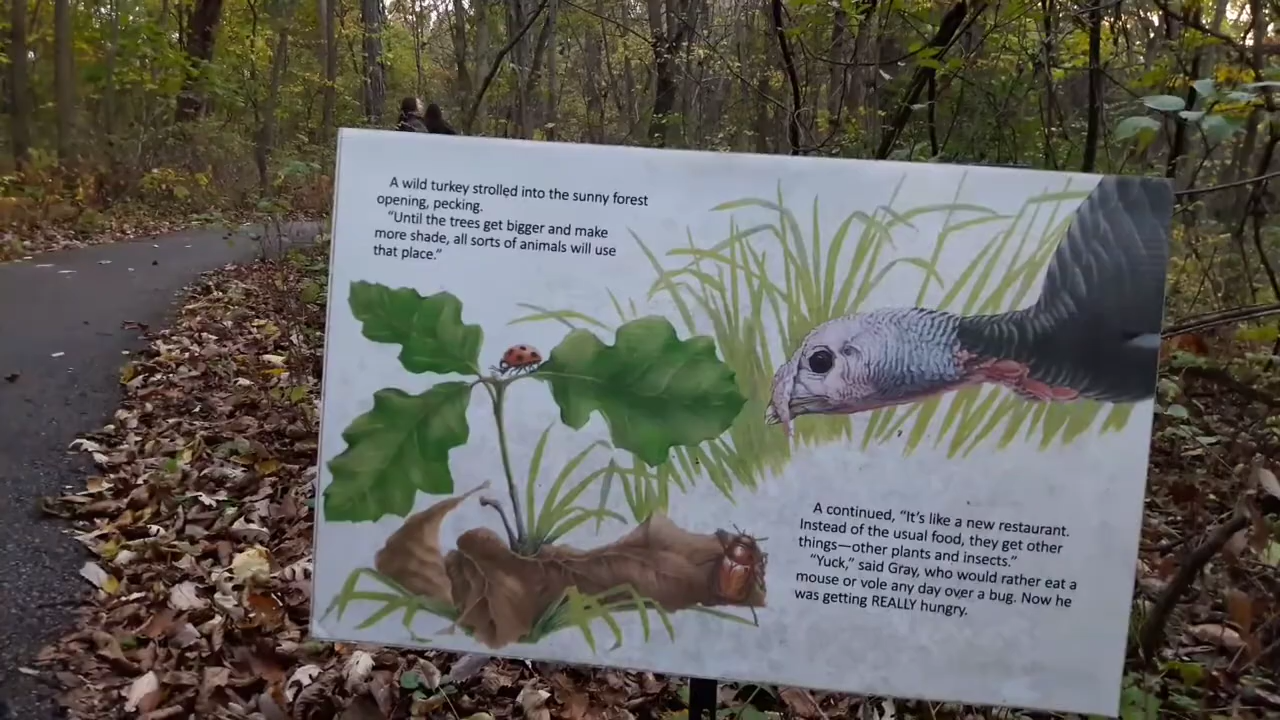 A wild turkey strolled into the sunny forest
opening, pecking.
"Until the trees get bigger and make
more shade, all sorts of animals will use
that place."
A continued, "It's like a new restaurant.
Instead of the usual food, they get other
things—other plants and insects."
"Yuck," said Gray, who would rather eat a
mouse or vole any day over a bug. Now he
was getting REALLY hungry.